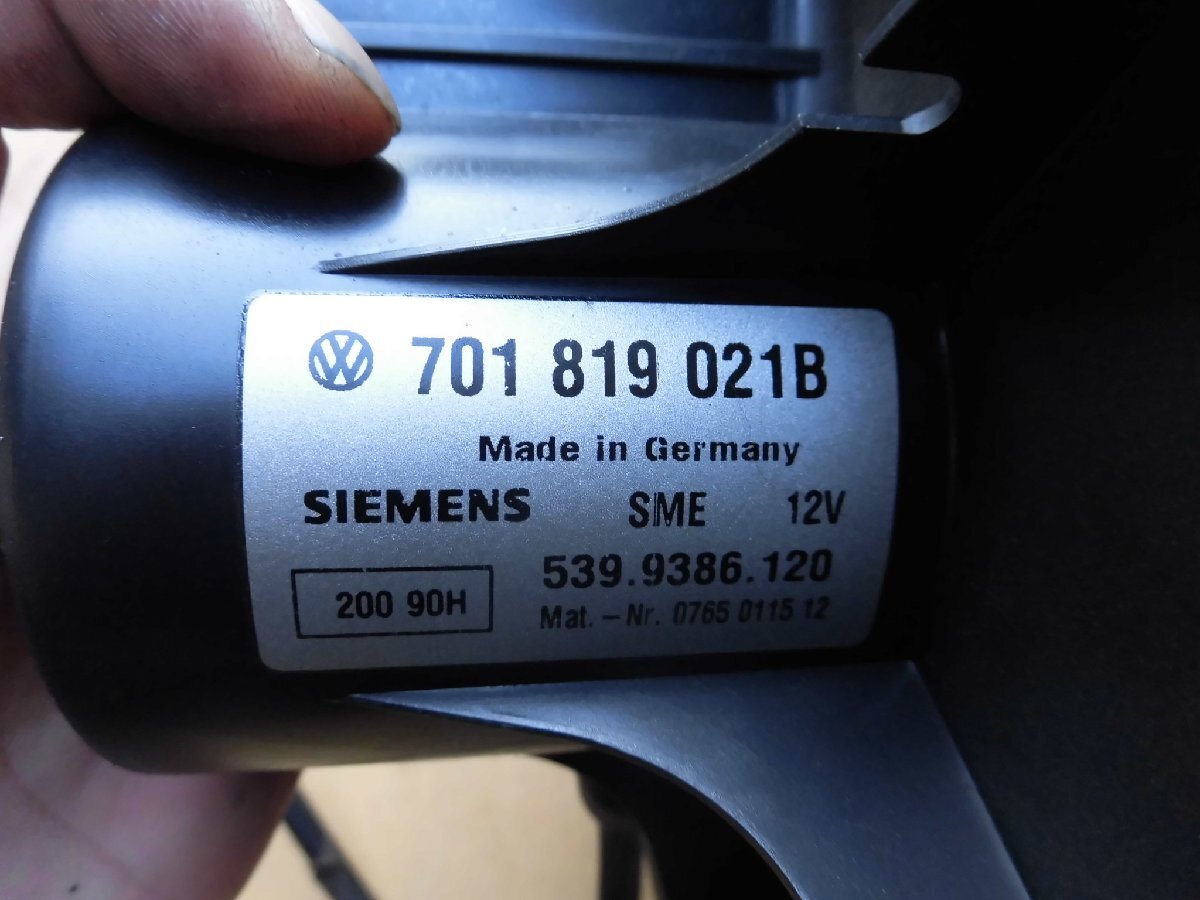 701 819 021B
Made in Germany
SIEMENS SME 12V
539.9386.120
200 90H
Mat. - Nr. 0765 0115 12